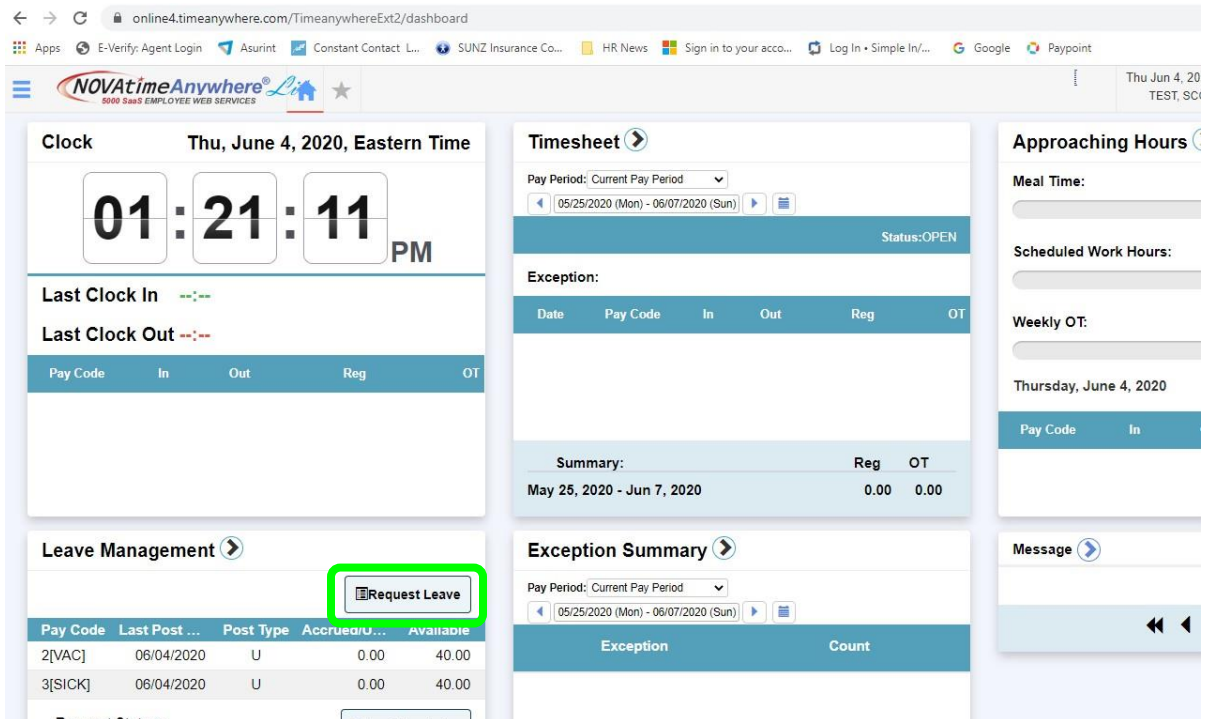 online4.timeanywhere.com/TimeanywhereExt2/dashboard
Apps E-Verify: Agent Login Asurint Constant Contact L... SUNZ Insurance Co... HR News Sign in to your acco... Log In • Simple In/... Google Paypoint
NOVAtimeAnywhere®
5000 SaaS EMPLOYEE WEB SERVICES
Thu Jun 4, 20
TEST, SC
Clock
Thu, June 4, 2020, Eastern Time
01 : 21 : 11 PM
Last Clock In --:--
Last Clock Out --:--
Pay Code In Out Reg OT
Timesheet
Pay Period: Current Pay Period
05/25/2020 (Mon) - 06/07/2020 (Sun)
Status:OPEN
Exception:
Date Pay Code In Out Reg OT
Summary: Reg OT
May 25, 2020 - Jun 7, 2020 0.00 0.00
Approaching Hours
Meal Time:
Scheduled Work Hours:
Weekly OT:
Thursday, June 4, 2020
Pay Code In
Leave Management
Request Leave
Pay Code Last Post ... Post Type Accrued/U... Available
2[VAC] 06/04/2020 U 0.00 40.00
3[SICK] 06/04/2020 U 0.00 40.00
Exception Summary
Pay Period: Current Pay Period
05/25/2020 (Mon) - 06/07/2020 (Sun)
Exception Count
Message